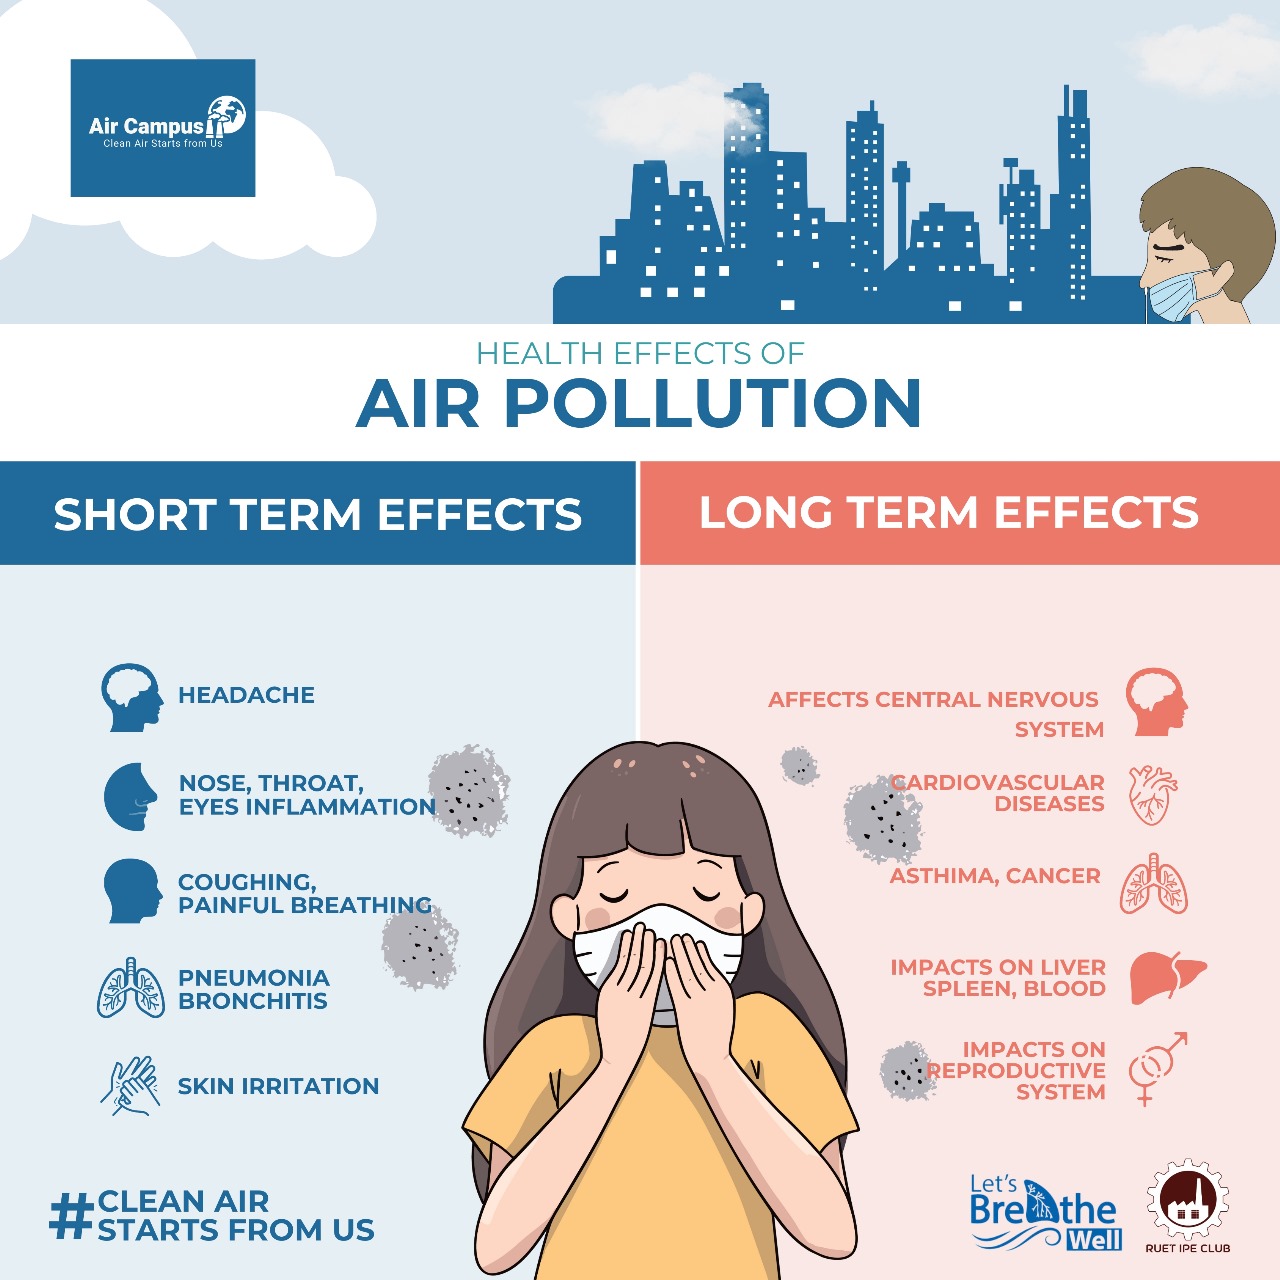 Air Campus
Clean Air Starts from Us
HEALTH EFFECTS OF
AIR POLLUTION
SHORT TERM EFFECTS
HEADACHE
NOSE, THROAT,
EYES INFLAMMATION
COUGHING,
PAINFUL BREATHING
PNEUMONIA
BRONCHITIS
SKIN IRRITATION
#CLEAN AIR
STARTS FROM US
LONG TERM EFFECTS
AFFECTS CENTRAL NERVOUS
SYSTEM
CARDIOVASCULAR
DISEASES
ASTHMA, CANCER
IMPACTS ON LIVER
SPLEEN, BLOOD
IMPACTS ON
REPRODUCTIVE
SYSTEM
Let's
Breathe
Well
RUET IPE CLUB